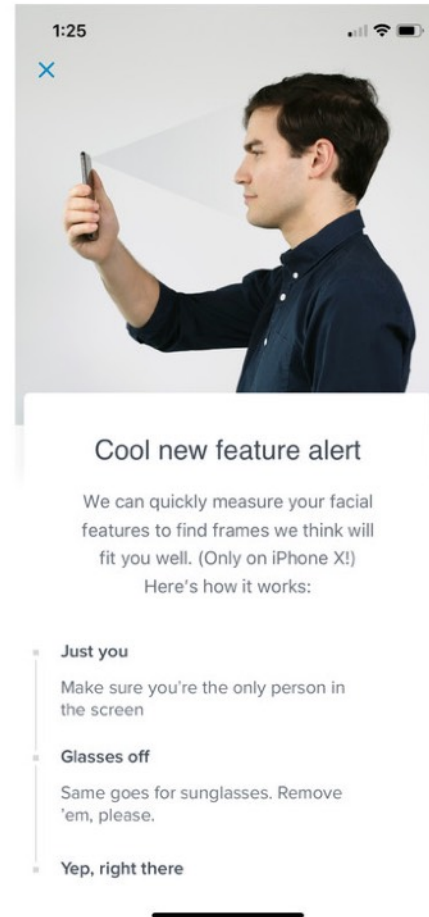 1:25
Cool new feature alert
We can quickly measure your facial
features to find frames we think will
fit you well. (Only on iPhone X!)
Here's how it works:
Just you
Make sure you're the only person in
the screen
Glasses off
Same goes for sunglasses. Remove
'em, please.
Yep, right there